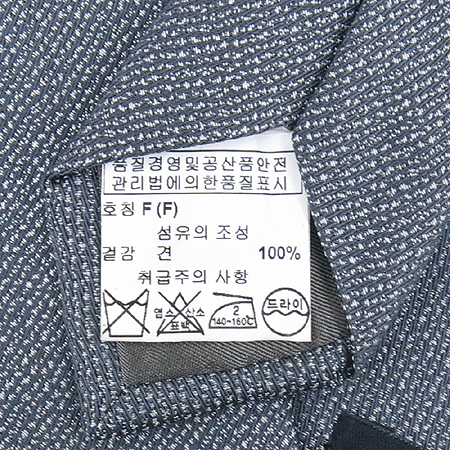 품질경영및공산품안전
관리법에의한품질표시
호칭 F (F)
섬유의 조성
겉감 견 100%
취급주의 사항
염소 산소 표백
2
140~160℃
드라이